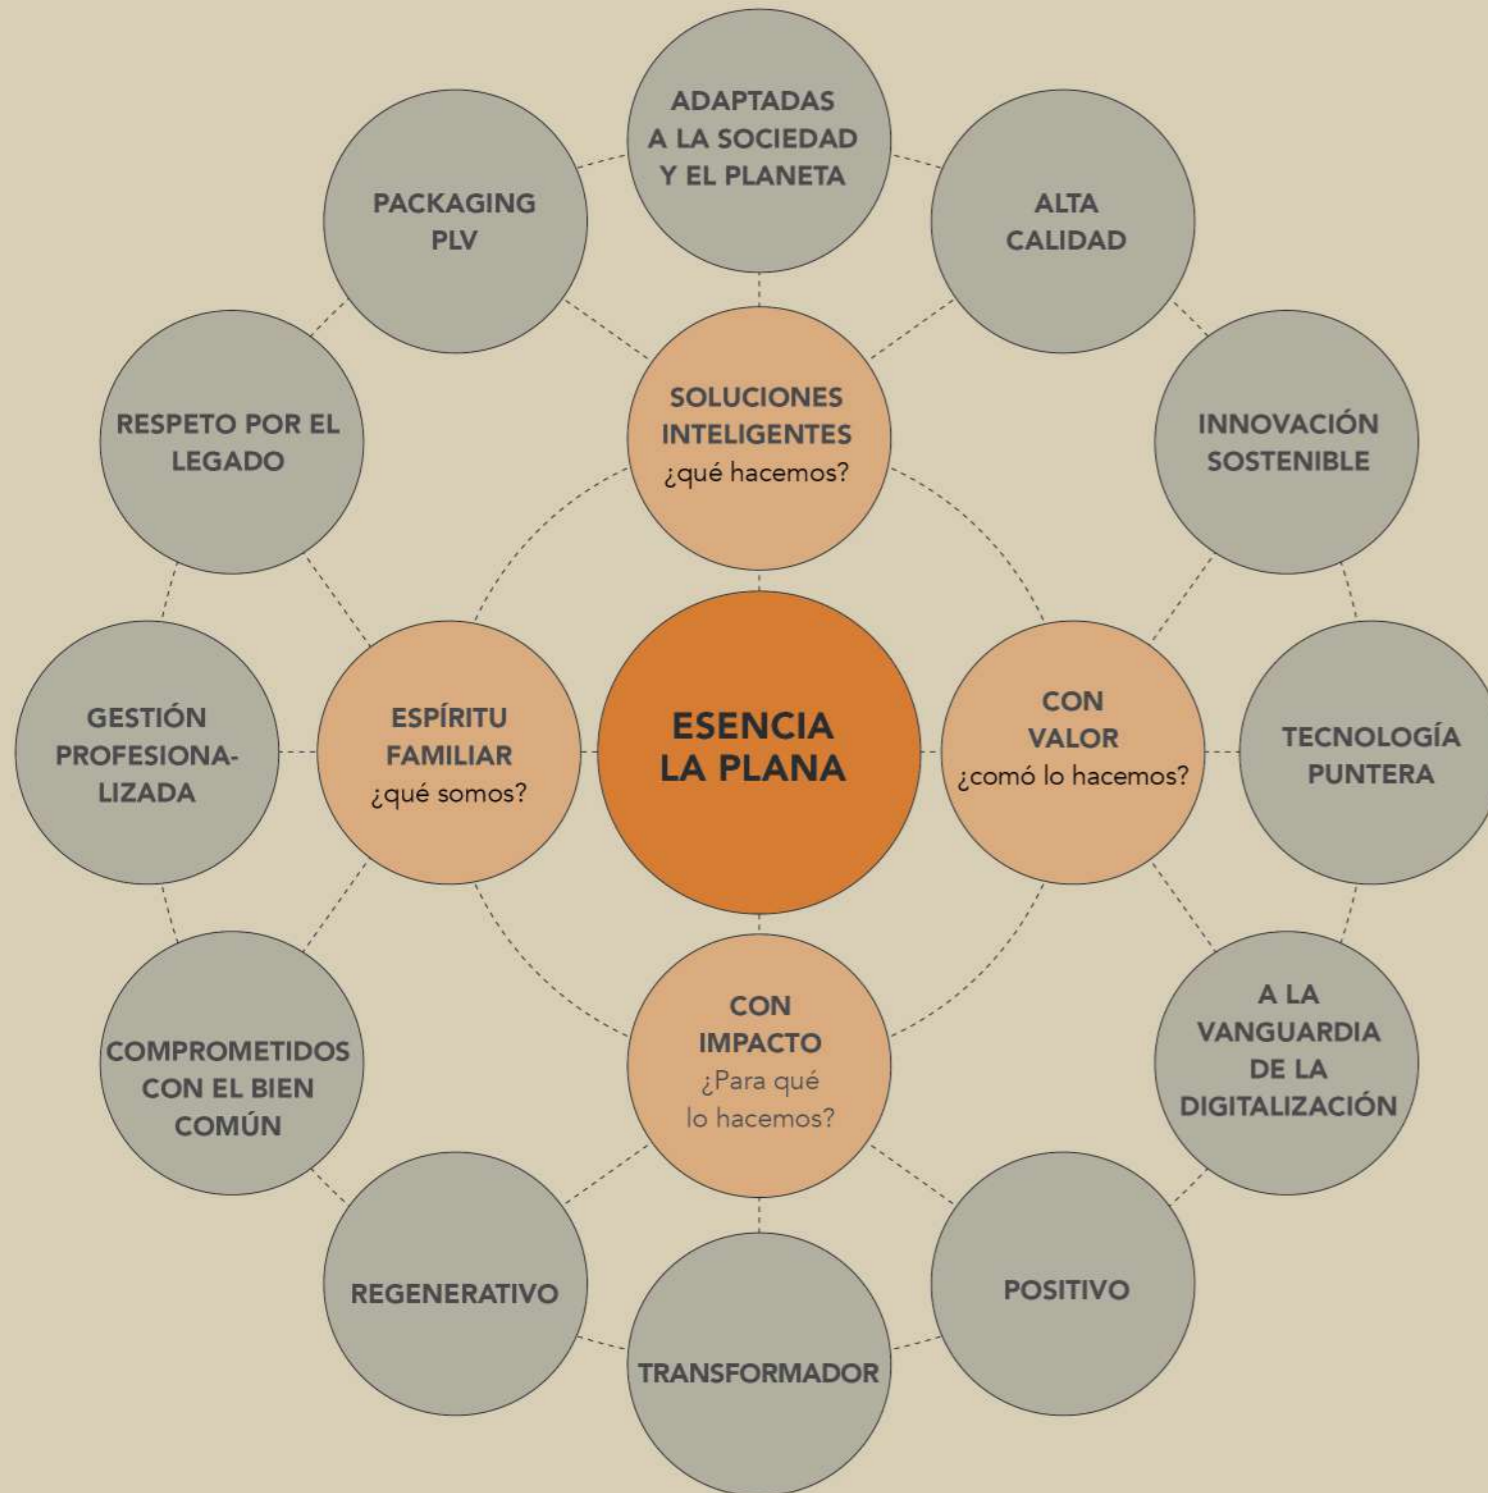 ADAPTADAS
A LA SOCIEDAD
Y EL PLANETA
PACKAGING
PLV
ALTA
CALIDAD
SOLUCIONES
INTELIGENTES
¿qué hacemos?
RESPETO POR EL
LEGADO
INNOVACIÓN
SOSTENIBLE
GESTIÓN
PROFESIONA-
LIZADA
ESPÍRITU
FAMILIAR
¿qué somos?
ESENCIA
LA PLANA
CON
VALOR
¿comó lo hacemos?
TECNOLOGÍA
PUNTERA
COMPROMETIDOS
CON EL BIEN
COMÚN
CON
IMPACTO
¿Para qué
lo hacemos?
A LA
VANGUARDIA
DE LA
DIGITALIZACIÓN
REGENERATIVO
TRANSFORMADOR
POSITIVO